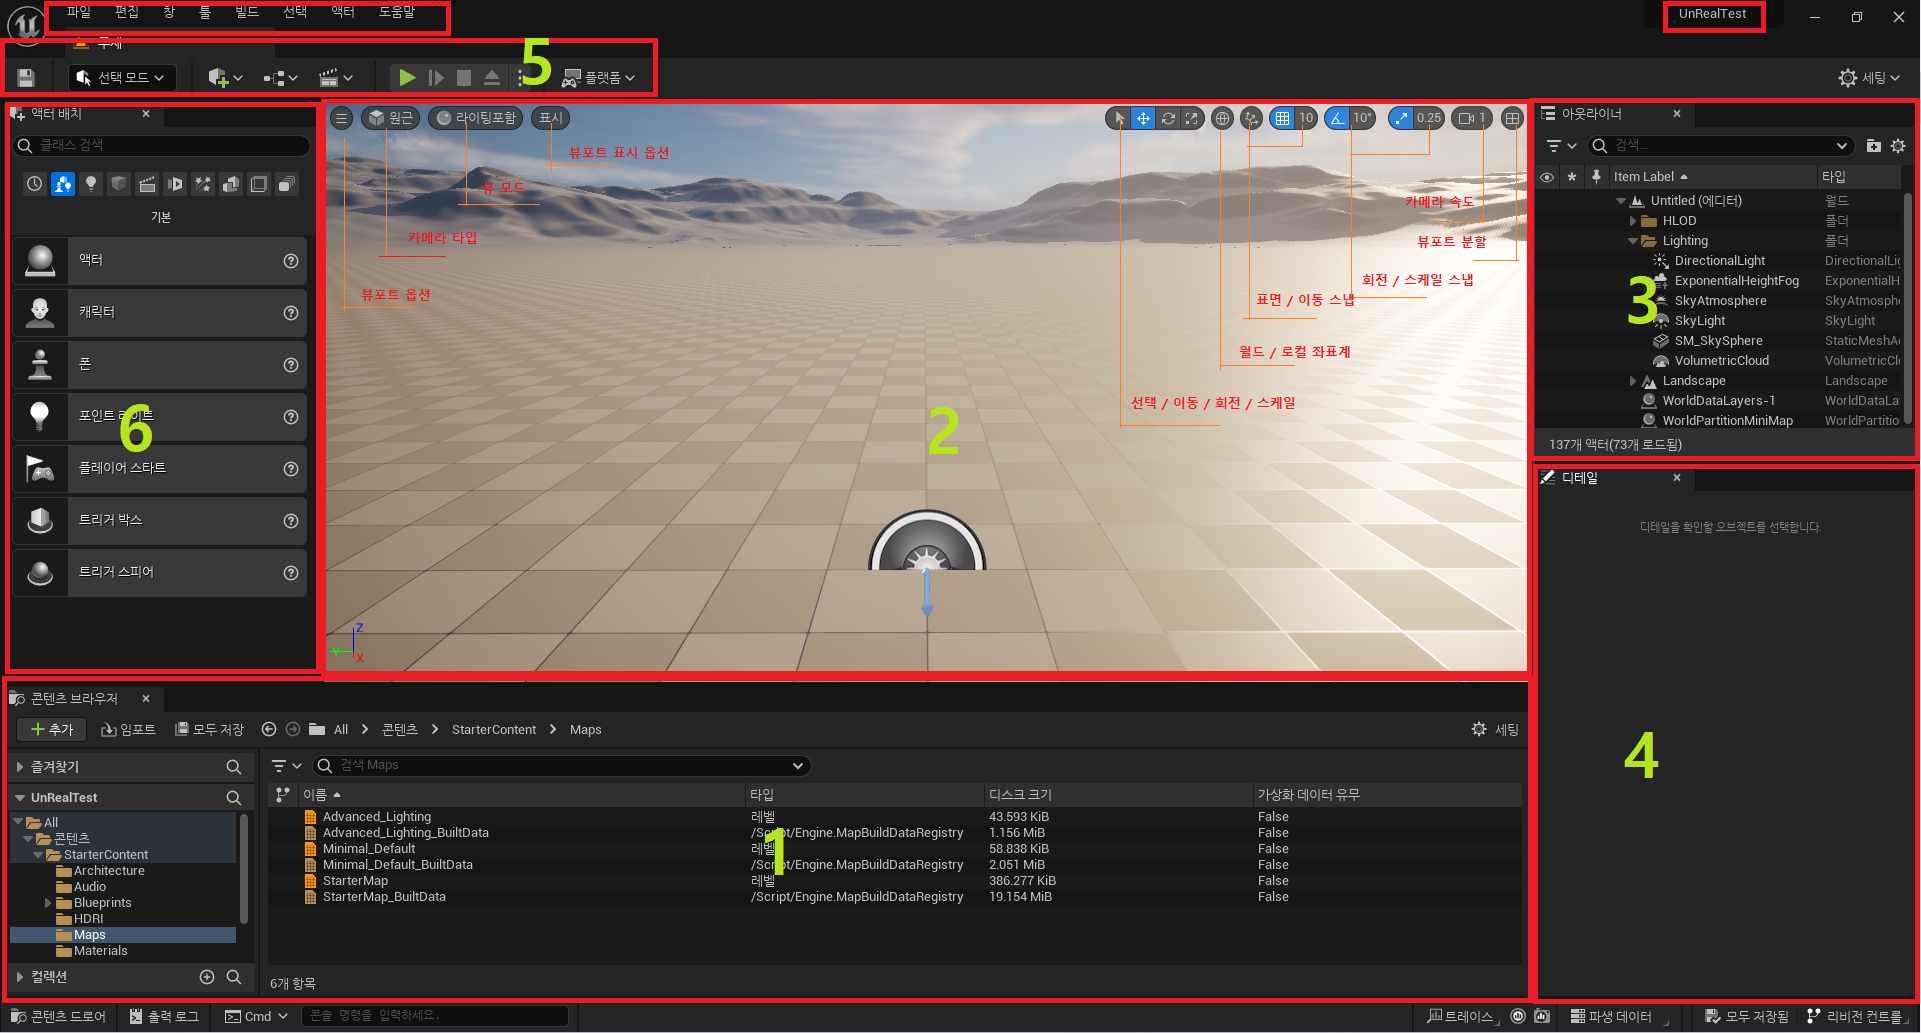 파일 편집 창 툴 빌드 선택 액터 도움말 UnRealTest
선택 모드 5 플랫폼 세팅
액터 배치
클래스 검색
기본
액터
캐릭터
폰
포인트 라이트
6
플레이어 스타트
트리거 박스
트리거 스피어
원근 라이팅포함 표시 10 10° 0.25 1
뷰포트 표시 옵션
뷰 모드
카메라 타입
뷰포트 옵션
카메라 속도
뷰포트 분할
회전 / 스케일 스냅
표면 / 이동 스냅
월드 / 로컬 좌표계
선택 / 이동 / 회전 / 스케일
2
Z
Y
X
아웃라이너
검색...
Item Label 타입
Untitled (에디터) 월드
HLOD 폴더
Lighting 폴더
DirectionalLight DirectionalLig
ExponentialHeightFog ExponentialH
SkyAtmosphere SkyAtmosphe
3
SkyLight SkyLight
SM_SkySphere StaticMeshAc
VolumetricCloud VolumetricClo
Landscape Landscape
WorldDataLayers-1 WorldDataLa
WorldPartitionMiniMap WorldPartitio
137개 액터(73개 로드됨)
디테일
디테일을 확인할 오브젝트를 선택합니다.
4
콘텐츠 브라우저
추가 임포트 모두 저장 All 콘텐츠 StarterContent Maps 세팅
즐겨찾기
UnRealTest
All
콘텐츠
StarterContent
Architecture
Audio
Blueprints
HDRI
Maps
Materials
컬렉션
검색 Maps
이름 타입 디스크 크기 가상화 데이터 유무
Advanced_Lighting 레벨 43.593 KiB False
Advanced_Lighting_BuiltData /Script/Engine.MapBuildDataRegistry 1.156 MiB False
Minimal_Default 레벨 58.838 KiB False
1
Minimal_Default_BuiltData /Script/Engine.MapBuildDataRegistry 2.051 MiB False
StarterMap 레벨 386.277 KiB False
StarterMap_BuiltData /Script/Engine.MapBuildDataRegistry 19.154 MiB False
6개 항목
콘텐츠 드로어 출력 로그 Cmd 콘솔 명령을 입력하세요. 트레이스 파생 데이터 모두 저장됨 리비전 컨트롤